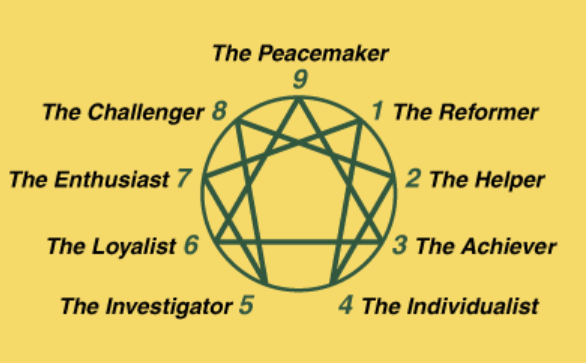 The Peacemaker
9
The Challenger 8
1 The Reformer
The Enthusiast 7
2 The Helper
The Loyalist 6
3 The Achiever
The Investigator 5
4 The Individualist